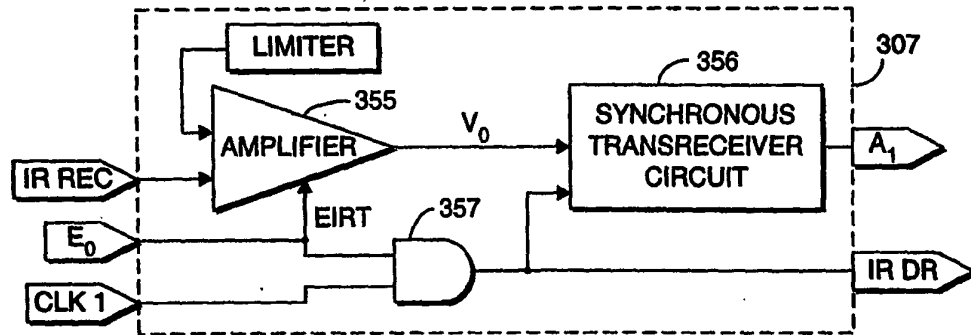 LIMITER
355
AMPLIFIER
V0
356
SYNCHRONOUS
TRANSRECEIVER
CIRCUIT
307
A1
IR REC
EIRT
357
E0
CLK 1
IR DR